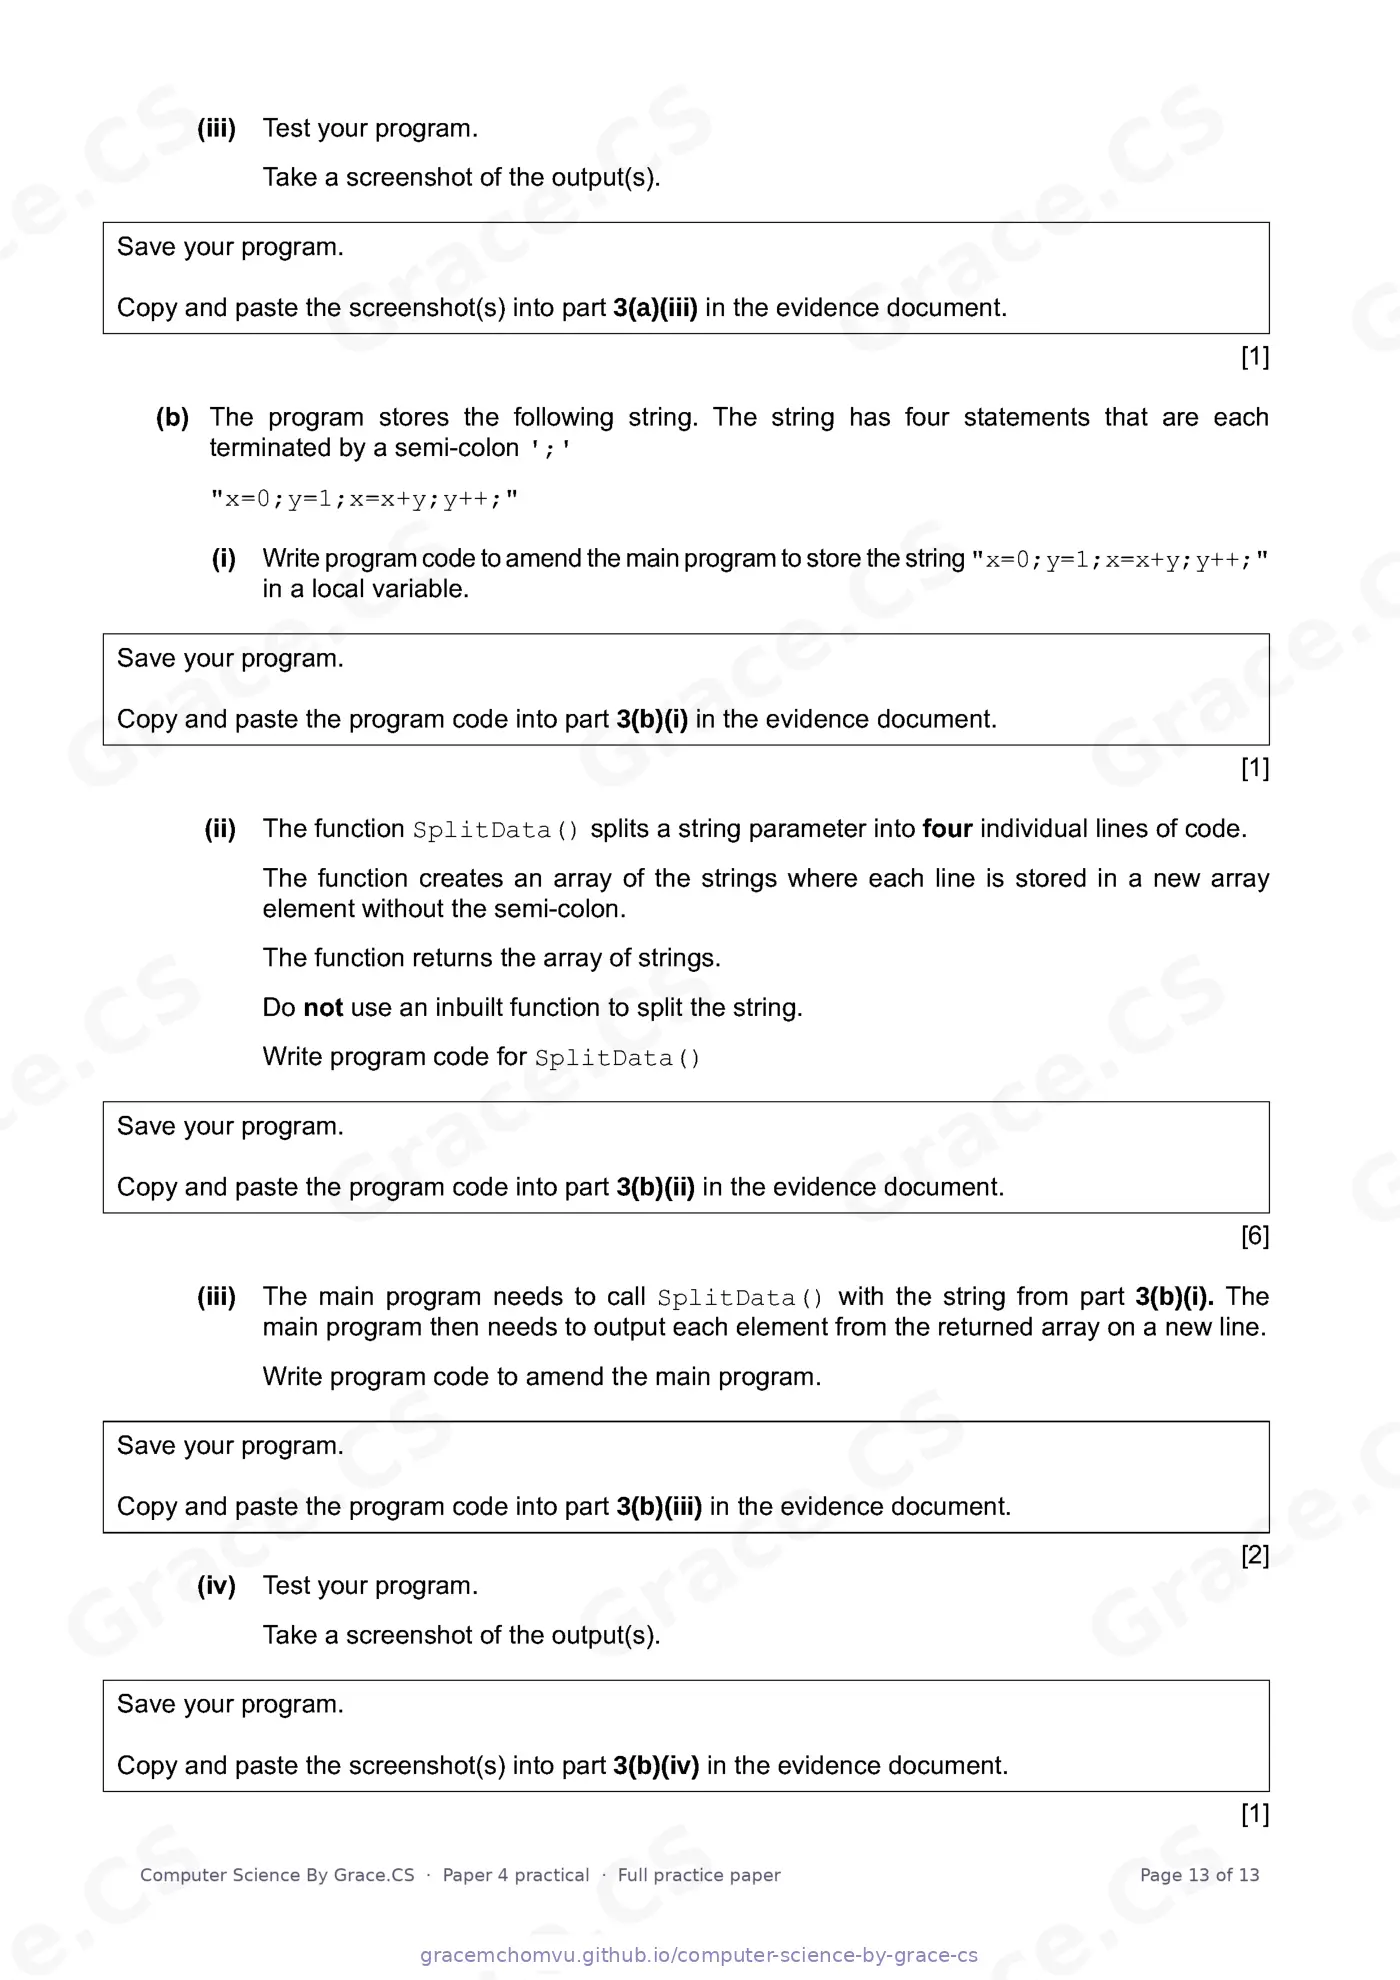 (iii) Test your program.
Take a screenshot of the output(s).
Save your program.
Copy and paste the screenshot(s) into part 3(a)(iii) in the evidence document.
[1]
(b) The program stores the following string. The string has four statements that are each
terminated by a semi-colon ';'
"x=0;y=1;x=x+y;y++;"
(i) Write program code to amend the main program to store the string "x=0;y=1;x=x+y;y++;"
in a local variable.
Save your program.
Copy and paste the program code into part 3(b)(i) in the evidence document.
[1]
(ii) The function SplitData() splits a string parameter into four individual lines of code.
The function creates an array of the strings where each line is stored in a new array
element without the semi-colon.
The function returns the array of strings.
Do not use an inbuilt function to split the string.
Write program code for SplitData()
Save your program.
Copy and paste the program code into part 3(b)(ii) in the evidence document.
[6]
(iii) The main program needs to call SplitData() with the string from part 3(b)(i). The
main program then needs to output each element from the returned array on a new line.
Write program code to amend the main program.
Save your program.
Copy and paste the program code into part 3(b)(iii) in the evidence document.
[2]
(iv) Test your program.
Take a screenshot of the output(s).
Save your program.
Copy and paste the screenshot(s) into part 3(b)(iv) in the evidence document.
[1]
Computer Science By Grace.CS · Paper 4 practical · Full practice paper Page 13 of 13
gracemchomvu.github.io/computer-science-by-grace-cs